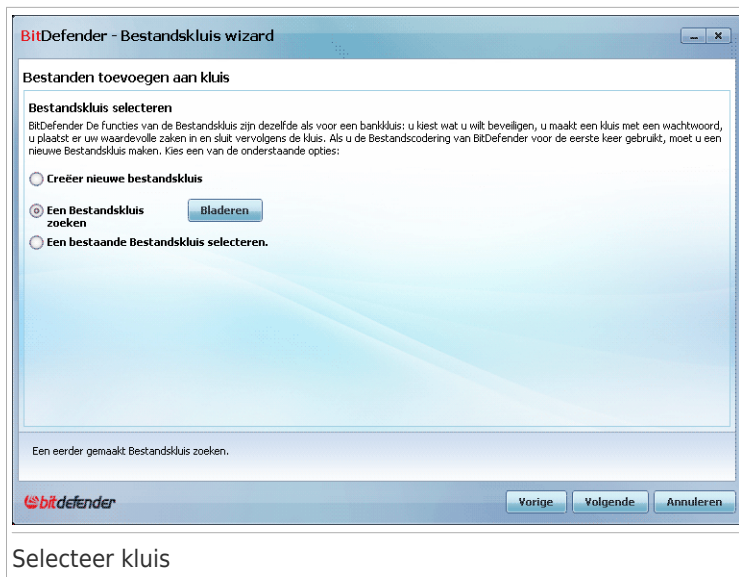 BitDefender - Bestandskluis wizard
Bestanden toevoegen aan kluis
Bestandskluis selecteren
BitDefender De functies van de Bestandskluis zijn dezelfde als voor een bankkluis: u kiest wat u wilt beveiligen, u maakt een kluis met een wachtwoord,
u plaatst er uw waardevolle zaken in en sluit vervolgens de kluis. Als u de Bestandscodering van BitDefender voor de eerste keer gebruikt, moet u een
nieuwe Bestandskluis maken. Kies een van de onderstaande opties:
Creëer nieuwe bestandskluis
Een Bestandskluis zoeken
Bladeren
Een bestaande Bestandskluis selecteren.
Een eerder gemaakt Bestandskluis zoeken.
bitdefender
Vorige
Volgende
Annuleren
Selecteer kluis